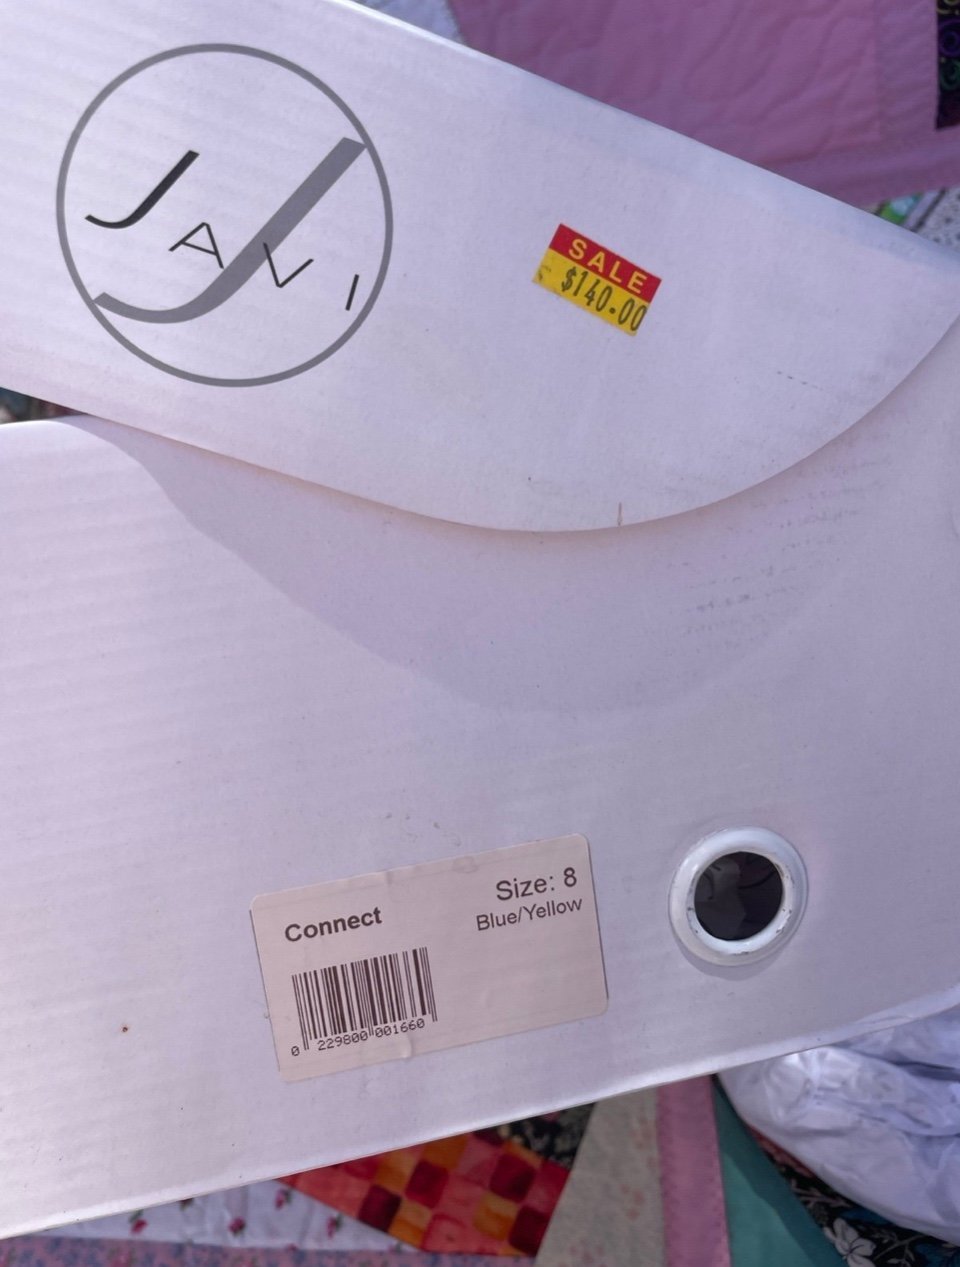 JAVI
SALE
$140.00
Connect
Size: 8
Blue/Yellow
0 229800 001660